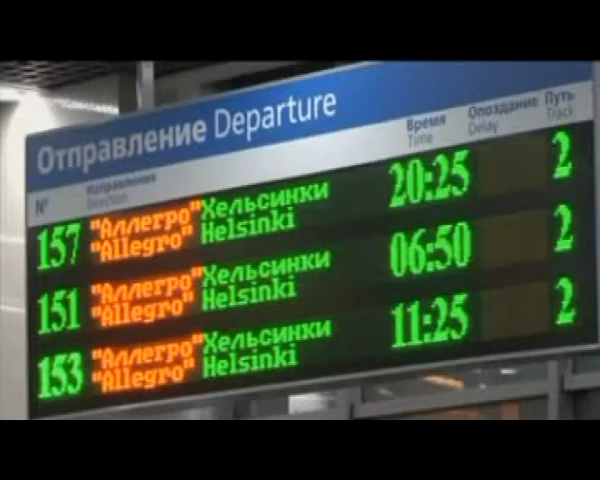 Отправление Departure
№ Направление Direction Время Time Опоздание Delay Путь Track
157 "Аллегро" Хельсинки 20:25 2
"Allegro" Helsinki
151 "Аллегро" Хельсинки 06:50 2
"Allegro" Helsinki
153 "Аллегро" Хельсинки 11:25 2
"Allegro" Helsinki